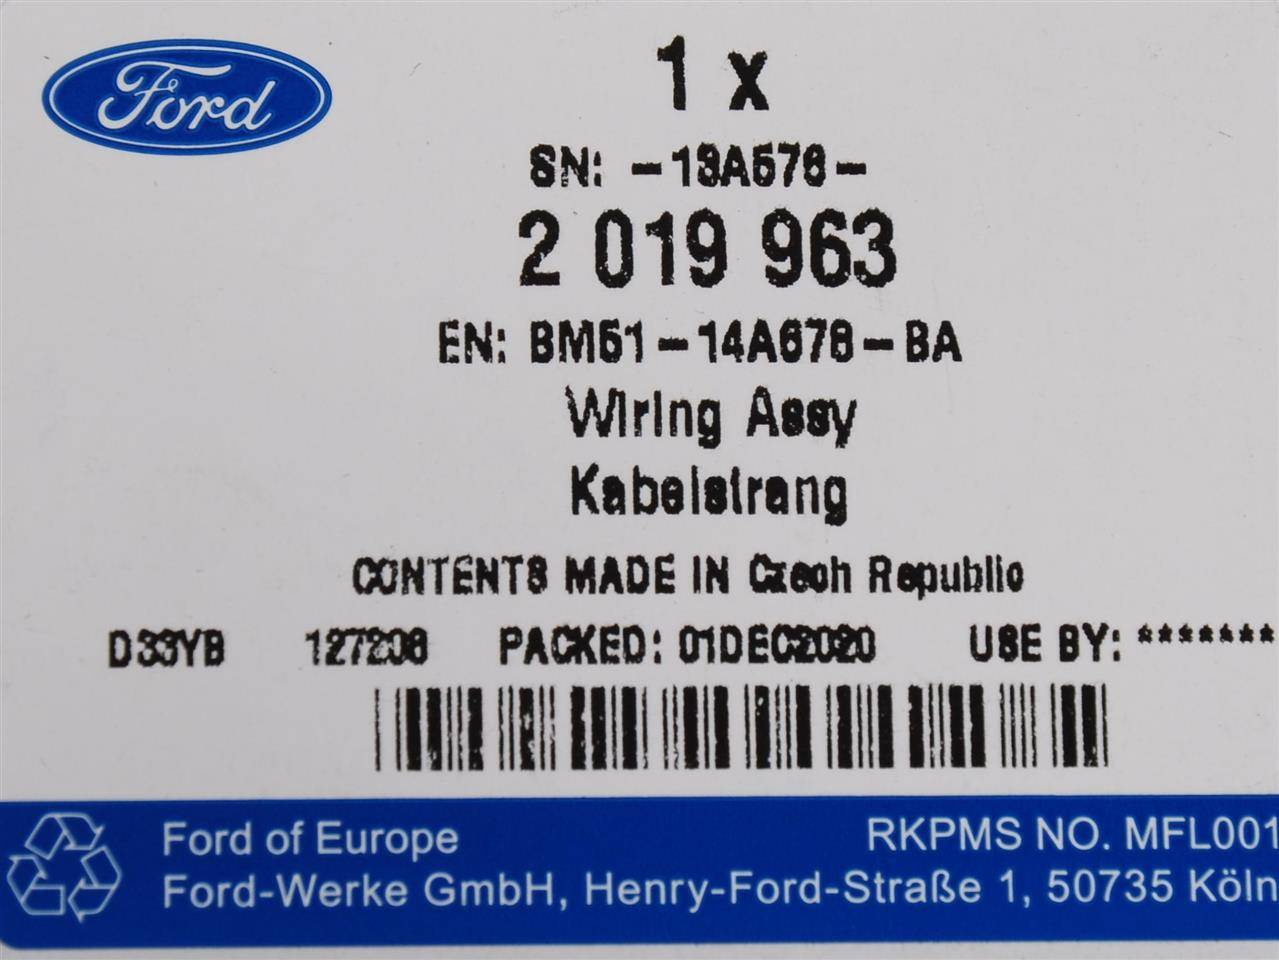 Ford
1 x
SN: -13A576-
2 019 963
EN: BM51-14A676-BA
Wiring Assy
Kabelstrang
CONTENTS MADE IN Czech Republic
D33YB 127206 PACKED: 01DEC2020 USE BY: *******
Ford of Europe RKPMS NO. MFL001
Ford-Werke GmbH, Henry-Ford-Straße 1, 50735 Köln